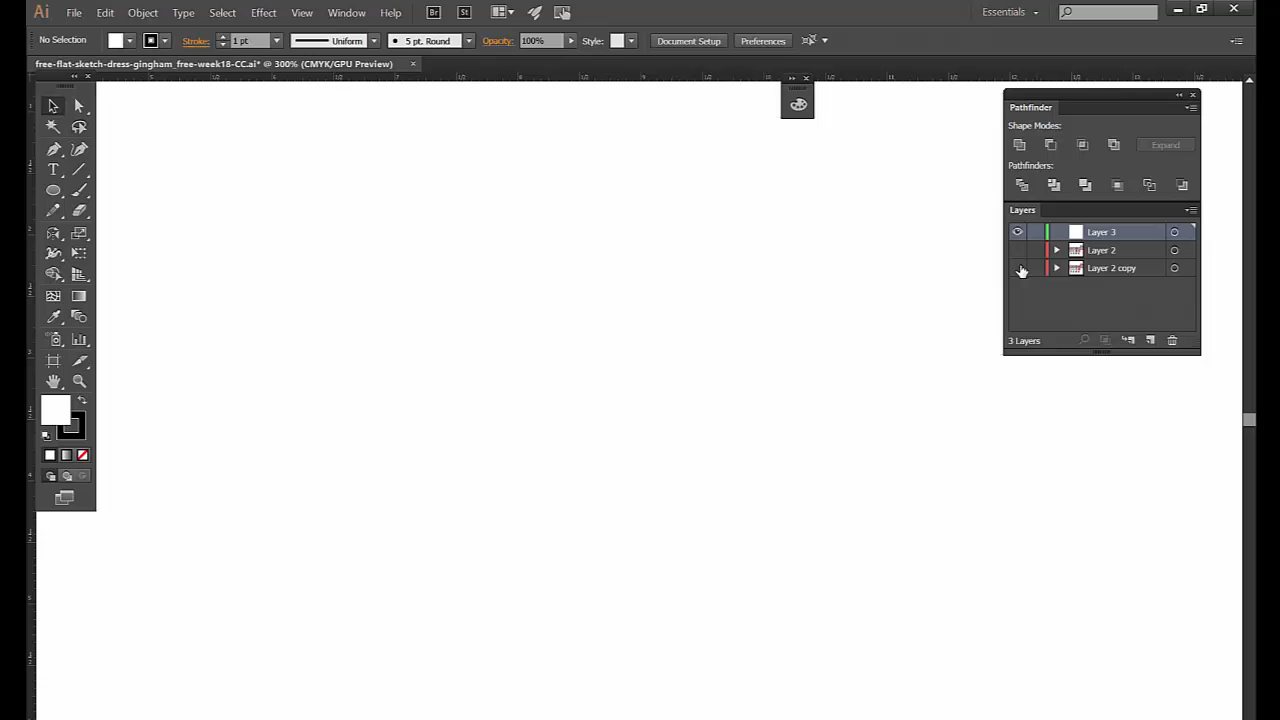 Ai File Edit Object Type Select Effect View Window Help Br St Essentials
No Selection Stroke: 1 pt Uniform 5 pt. Round Opacity: 100% Style: Document Setup Preferences
free-flat-sketch-dress-gingham_free-week18-CC.ai* @ 300% (CMYK/GPU Preview)
Pathfinder
Shape Modes:
Expand
Pathfinders:
Layers
Layer 3
Layer 2
Layer 2 copy
3 Layers